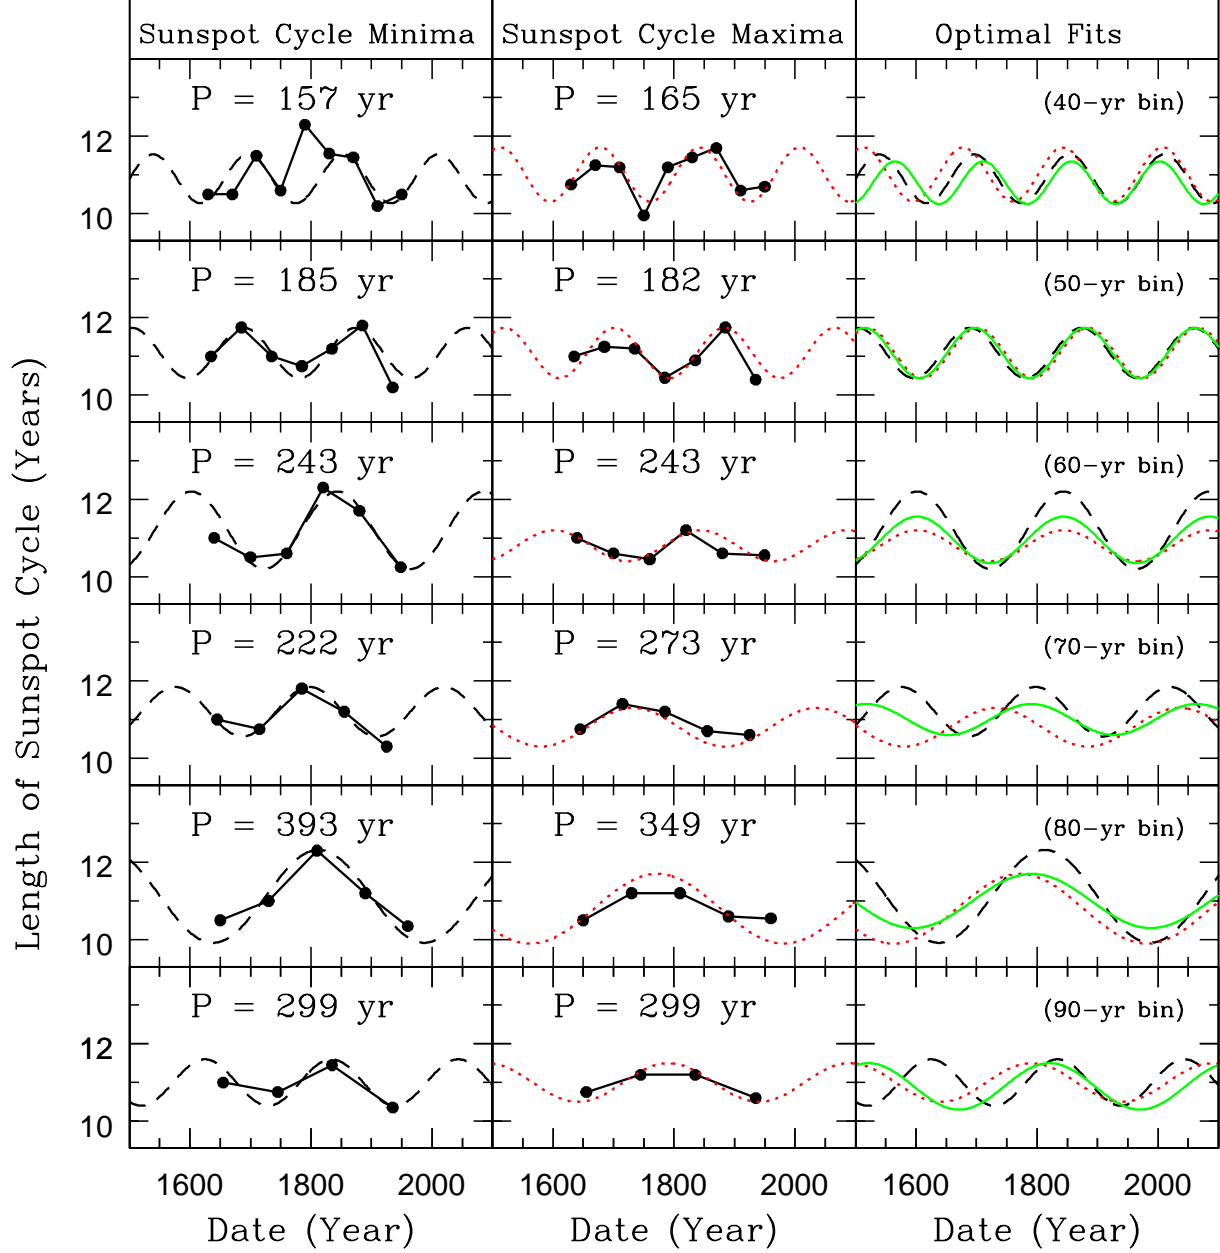 Sunspot Cycle Minima Sunspot Cycle Maxima Optimal Fits
P = 157 yr P = 165 yr (40-yr bin)
12
10
P = 185 yr P = 182 yr (50-yr bin)
12
10
P = 243 yr P = 243 yr (60-yr bin)
12
10
P = 222 yr P = 273 yr (70-yr bin)
12
10
P = 393 yr P = 349 yr (80-yr bin)
12
10
P = 299 yr P = 299 yr (90-yr bin)
12
10
Length of Sunspot Cycle (Years)
1600 1800 2000 1600 1800 2000 1600 1800 2000
Date (Year) Date (Year) Date (Year)